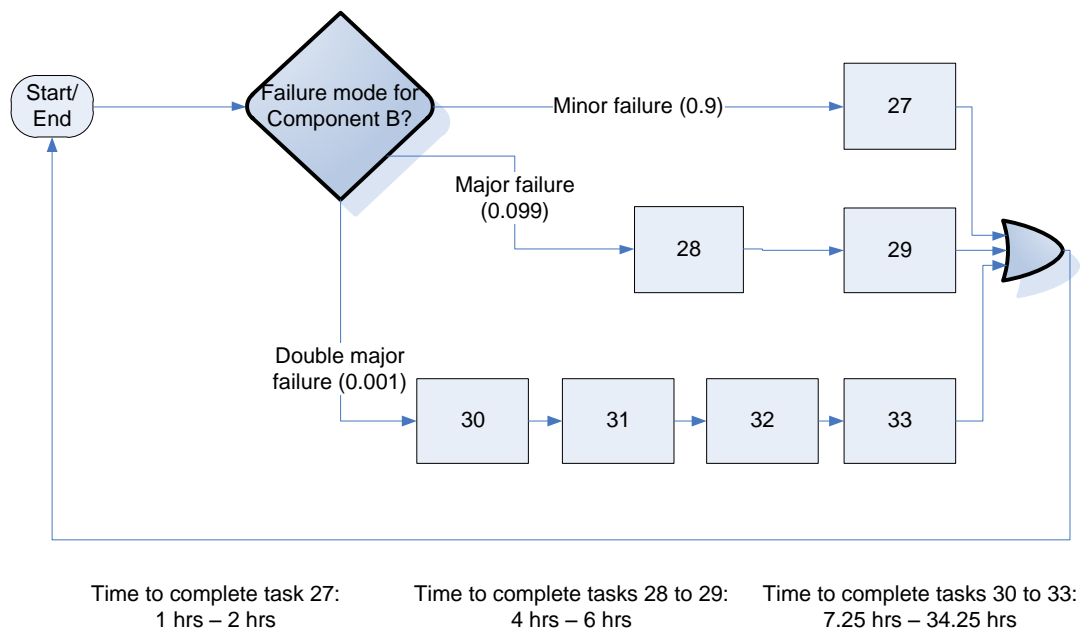 Start/
End
Failure mode for
Component B?
Minor failure (0.9)
27
Major failure
(0.099)
28
29
Double major
failure (0.001)
30
31
32
33
Time to complete task 27:
1 hrs – 2 hrs
Time to complete tasks 28 to 29:
4 hrs – 6 hrs
Time to complete tasks 30 to 33:
7.25 hrs – 34.25 hrs